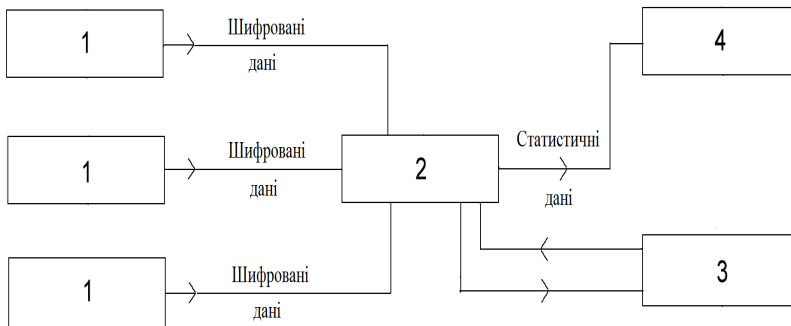 1
Шифровані
дані
4
1
Шифровані
дані
2
Статистичні
дані
1
Шифровані
дані
3